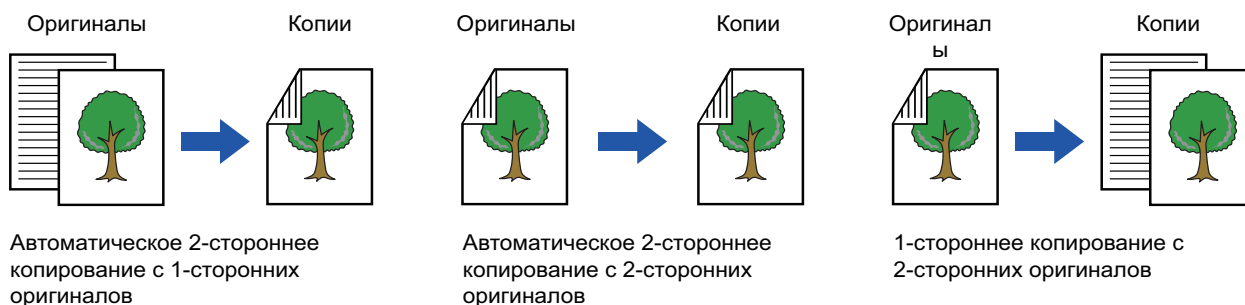 Оригиналы
Копии
Оригиналы
Копии
Оригинал
ы
Копии
Автоматическое 2-стороннее
копирование с 1-сторонних
оригиналов
Автоматическое 2-стороннее
копирование с 2-сторонних
оригиналов
1-стороннее копирование с
2-сторонних оригиналов